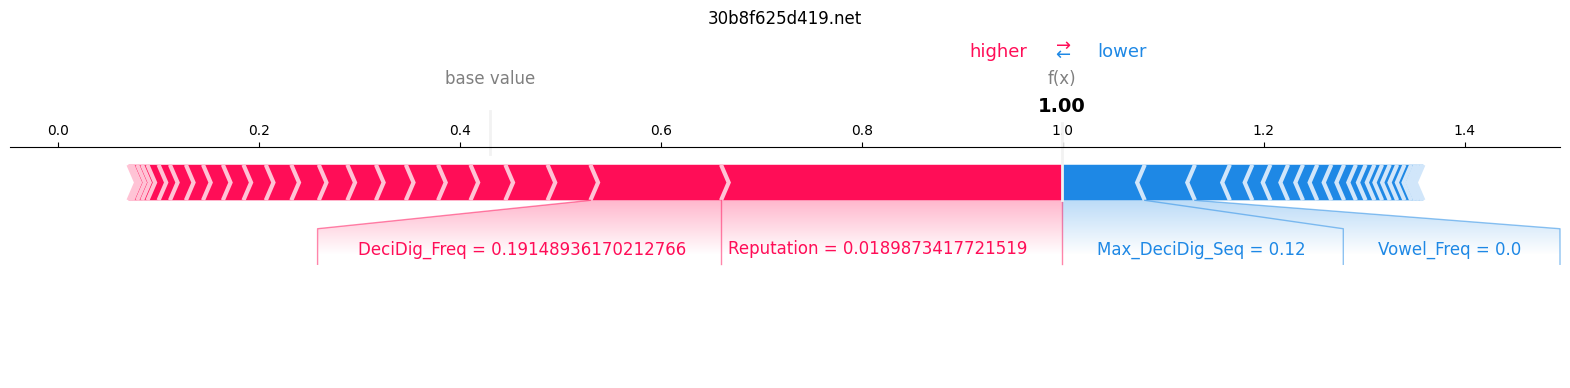 30b8f625d419.net
higher ⇄ lower
base value f(x)
1.00
0.0 0.2 0.4 0.6 0.8 1.0 1.2 1.4
DeciDig_Freq = 0.19148936170212766 Reputation = 0.0189873417721519 Max_DeciDig_Seq = 0.12 Vowel_Freq = 0.0